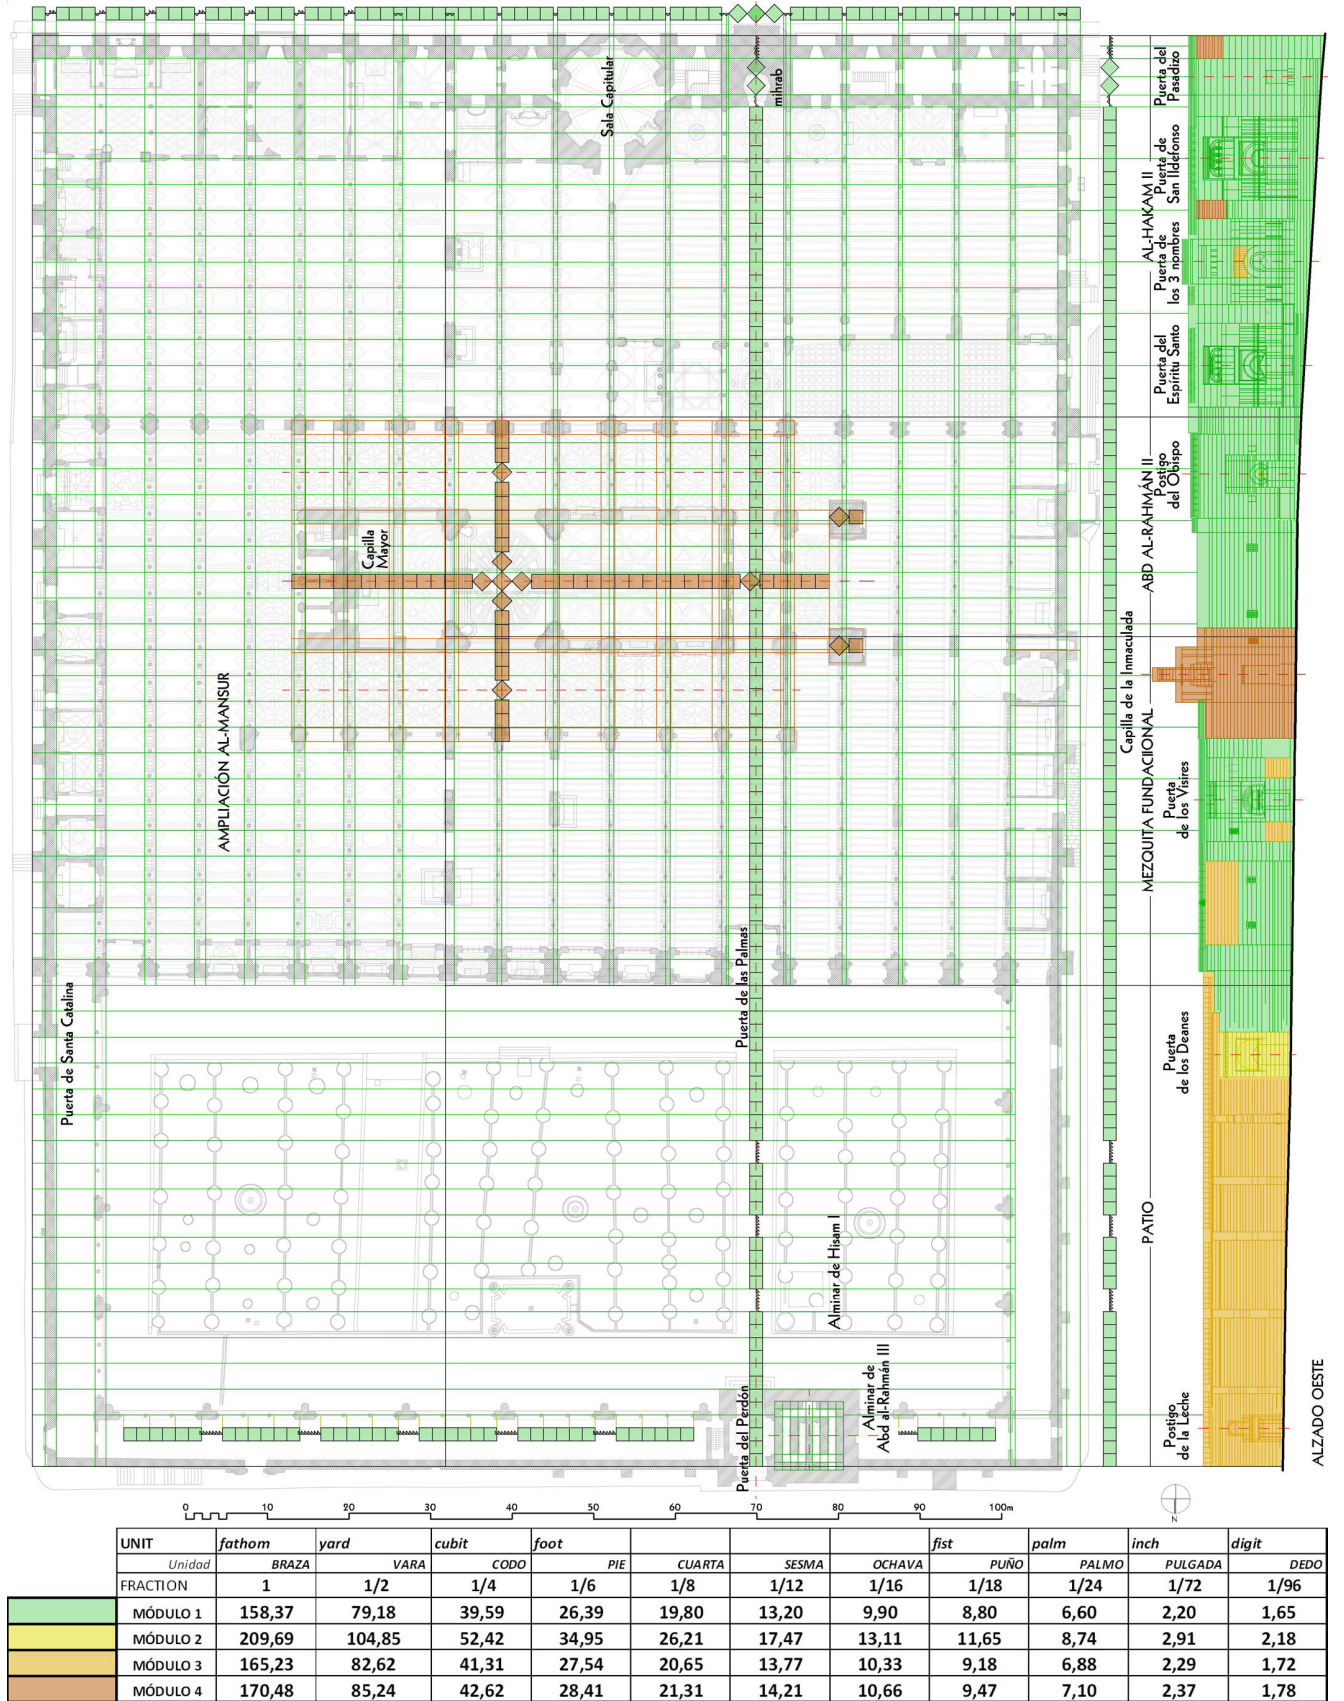 Sala Capitular
mihrab
Puerta del
Pasadizo
AL-HAKAM II
Puerta de
San Ildefonso
Puerta de
los 3 nombres
Puerta del
Espíritu Santo
Capilla
Mayor
ABD AL-RAHMÁN II
Postigo
del Obispo
AMPLIACIÓN AL-MANSUR
Capilla de la Inmaculada
MEZQUITA FUNDACIONAL
Puerta
de los Visires
Puerta de Santa Catalina
Puerta de las Palmas
Puerta
de los Deanes
PATIO
Alminar de Hisam I
Alminar de
Abd al-Rahmán III
Puerta del Perdón
Postigo
de la Leche
ALZADO OESTE
0 10 20 30 40 50 60 70 80 90 100m
N
UNIT fathom yard cubit foot fist palm inch digit
Unidad BRAZA VARA CODO PIE CUARTA SESMA OCHAVA PUÑO PALMO PULGADA DEDO
FRACTION 1 1/2 1/4 1/6 1/8 1/12 1/16 1/18 1/24 1/72 1/96
MÓDULO 1 158,37 79,18 39,59 26,39 19,80 13,20 9,90 8,80 6,60 2,20 1,65
MÓDULO 2 209,69 104,85 52,42 34,95 26,21 17,47 13,11 11,65 8,74 2,91 2,18
MÓDULO 3 165,23 82,62 41,31 27,54 20,65 13,77 10,33 9,18 6,88 2,29 1,72
MÓDULO 4 170,48 85,24 42,62 28,41 21,31 14,21 10,66 9,47 7,10 2,37 1,78